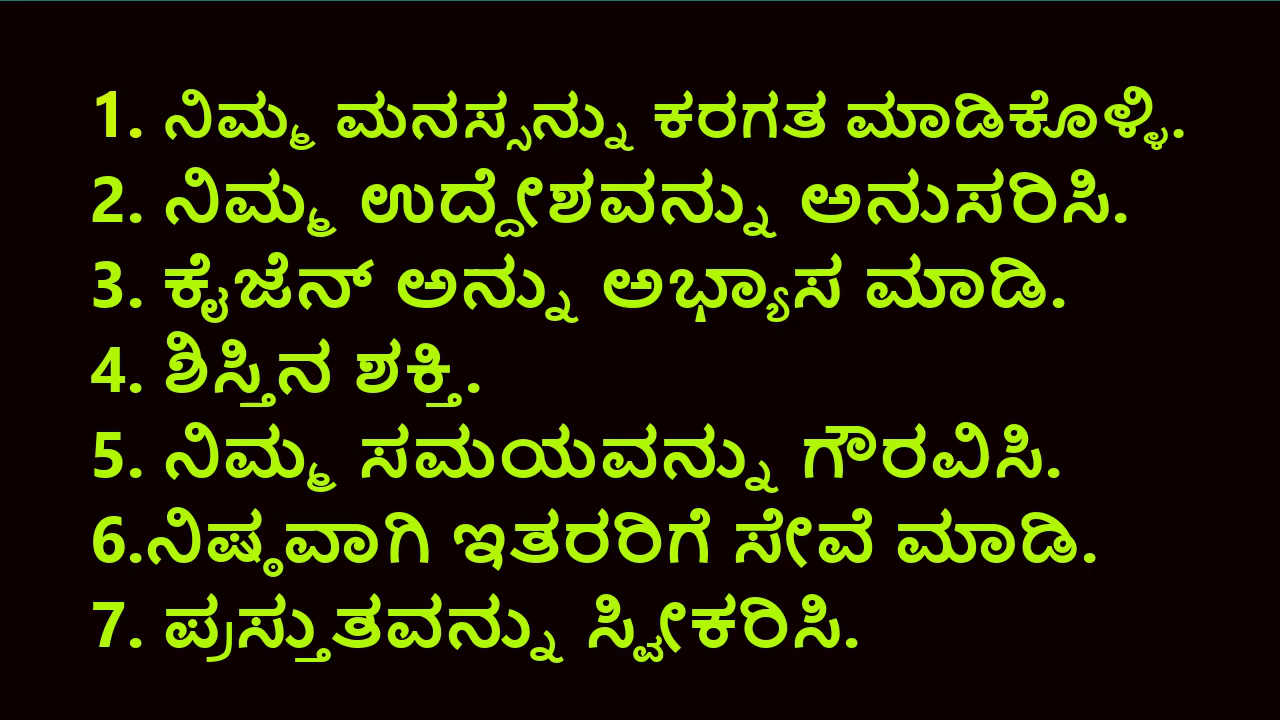 1. ನಿಮ್ಮ ಮನಸ್ಸನ್ನು ಕರಗತ ಮಾಡಿಕೊಳ್ಳಿ.
2. ನಿಮ್ಮ ಉದ್ದೇಶವನ್ನು ಅನುಸರಿಸಿ.
3. ಕೈಜೆನ್ ಅನ್ನು ಅಭ್ಯಾಸ ಮಾಡಿ.
4. ಶಿಸ್ತಿನ ಶಕ್ತಿ.
5. ನಿಮ್ಮ ಸಮಯವನ್ನು ಗೌರವಿಸಿ.
6.ನಿಷ್ಠವಾಗಿ ಇತರರಿಗೆ ಸೇವೆ ಮಾಡಿ.
7. ಪ್ರಸ್ತುತವನ್ನು ಸ್ವೀಕರಿಸಿ.